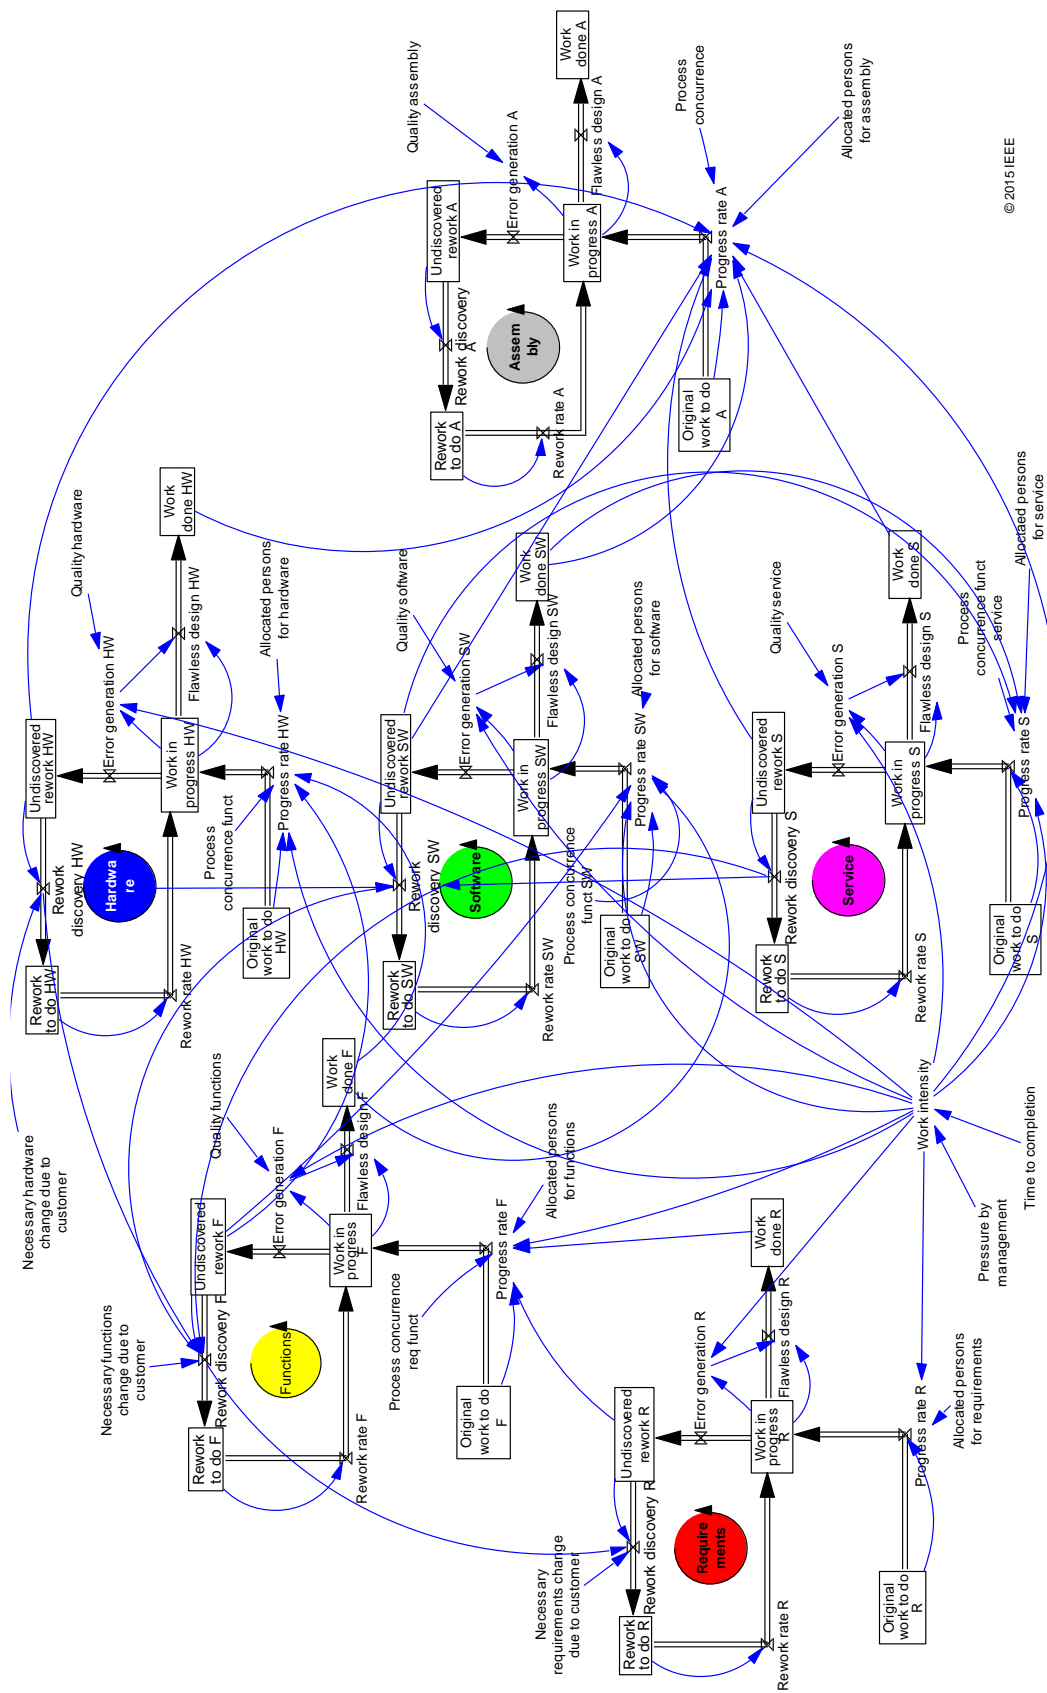 Necessary hardware
change due to
customer
Rework
to do HW
Rework
discovery HW
Undiscovered
rework HW
Hardwa
re
Rework rate HW
Error generation HW
Quality hardware
Work in
progress HW
Flawless design HW
Work
done HW
Process
concurrence funct
Original
work to do
HW
Progress rate HW
Allocated persons
for hardware
Necessary functions
change due to
customer
Rework
to do F
Rework discovery F
Undiscovered
rework F
Functions
Rework rate F
Error generation F
Quality functions
Work in
progress
F
Flawless design F
Work
done F
Process concurrence
req funct
Original
work to do
F
Progress rate F
Allocated persons
for functions
Rework
to do SW
Rework
discovery SW
Undiscovered
rework SW
Software
Rework rate SW
Error generation SW
Quality software
Work in
progress SW
Flawless design SW
Work
done SW
Process concurrence
funct SW
Original
work to do
SW
Progress rate SW
Allocated persons
for software
Rework
to do A
Rework discovery
A
Undiscovered
rework A
Assem
bly
Rework rate A
Error generation A
Quality assembly
Work in
progress A
Flawless design A
Work
done A
Original
work to do
A
Progress rate A
Process
concurrence
Allocated persons
for assembly
Necessary
requirements change
due to customer
Rework
to do R
Rework discovery R
Undiscovered
rework R
Require
ments
Rework rate R
Error generation R
Work in
progress
R
Flawless design R
Work
done R
Original
work to do
R
Progress rate R
Allocated persons
for requirements
Work intensity
Pressure by
management
Time to completion
Rework
to do S
Rework discovery S
Undiscovered
rework S
Service
Rework rate S
Error generation S
Quality service
Work in
progress S
Flawless design S
Work
done S
Original
work to do
S
Progress rate S
Process
concurrence funct
service
Alloctaed persons
for service
© 2015 IEEE